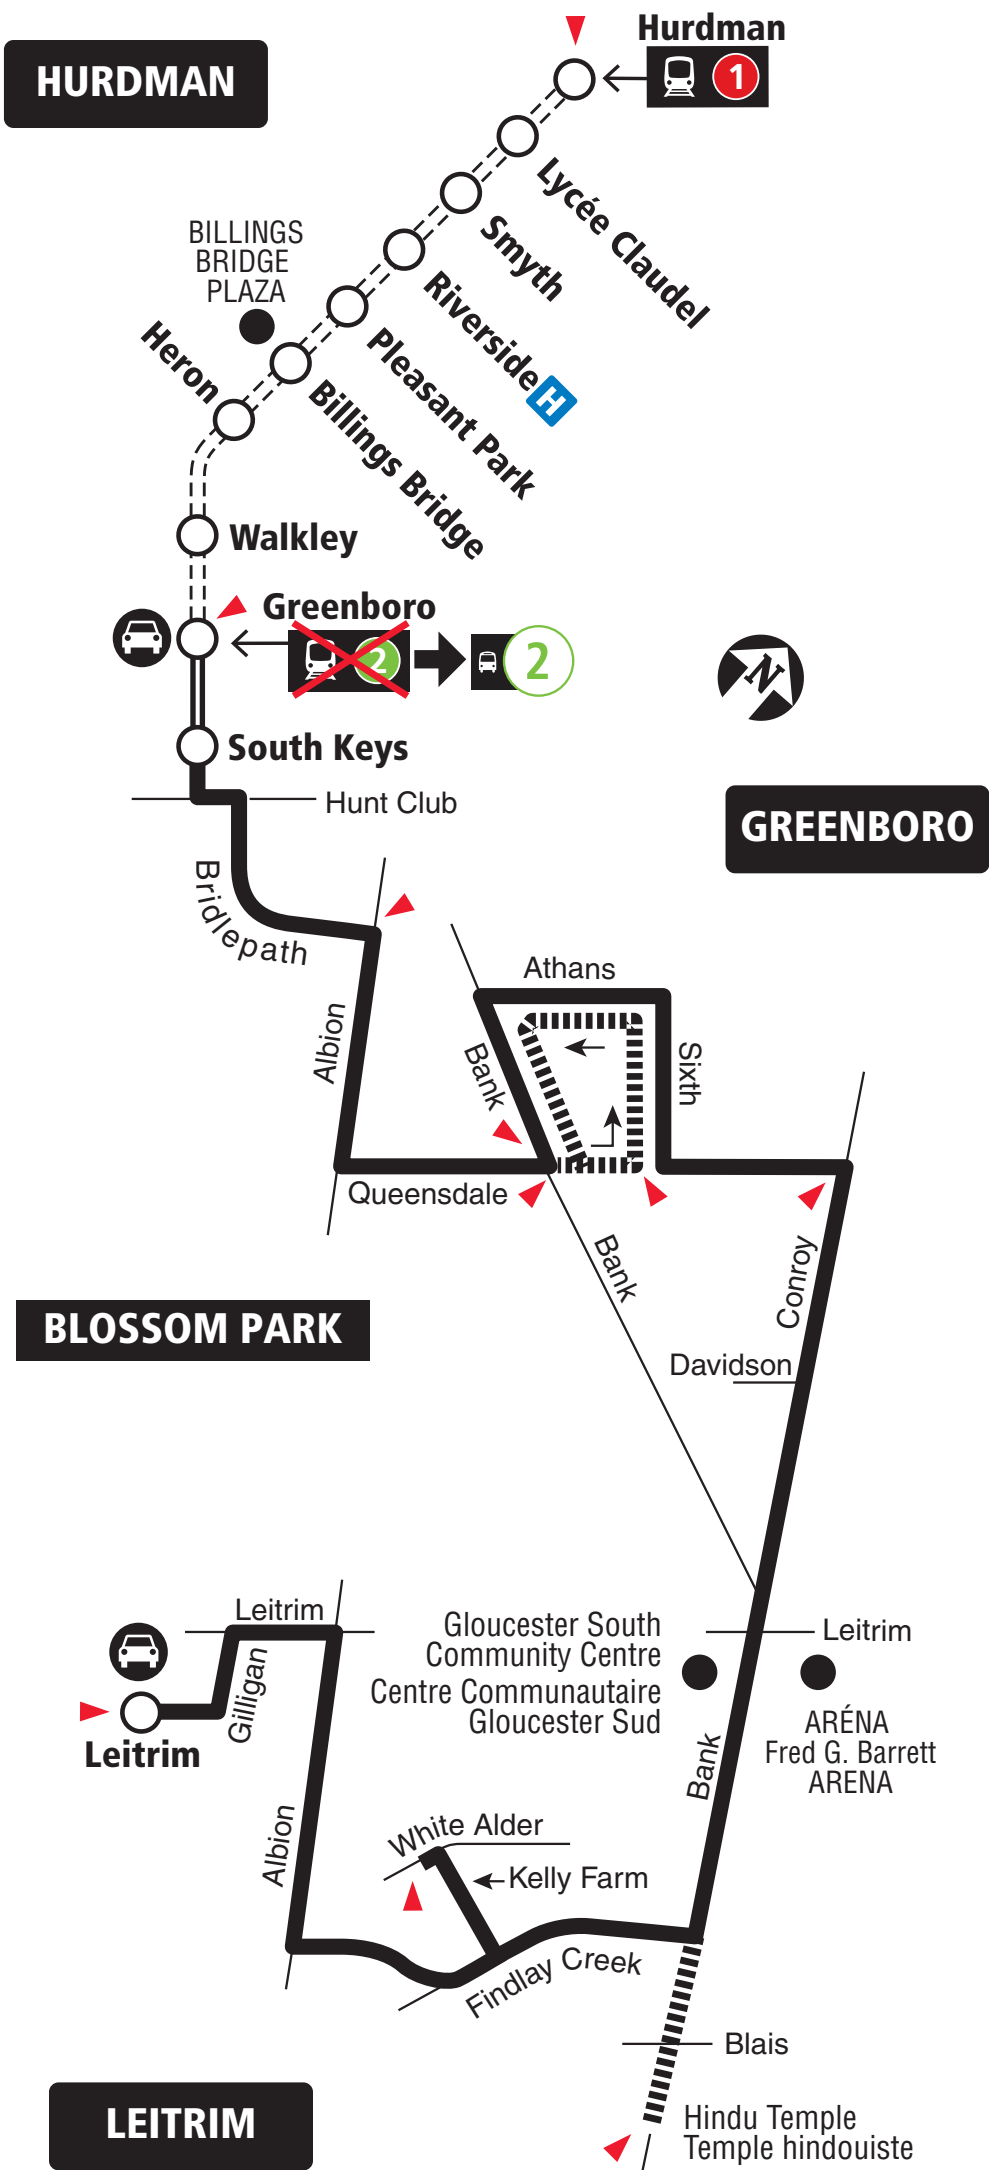 Hurdman
HURDMAN
1
Lycée Claudel
Smyth
BILLINGS
BRIDGE
PLAZA
Riverside
H
Heron
Pleasant Park
Billings Bridge
Walkley
Greenboro
2
2
N
South Keys
Hunt Club
GREENBORO
Bridlepath
Athans
Albion
Bank
Sixth
Queensdale
Bank
Conroy
BLOSSOM PARK
Davidson
Leitrim
Gloucester South
Community Centre
Centre Communautaire
Gloucester Sud
Leitrim
Gilligan
Leitrim
ARÉNA
Fred G. Barrett
ARENA
Bank
Albion
White Alder
Kelly Farm
Findlay Creek
Blais
LEITRIM
Hindu Temple
Temple hindouiste